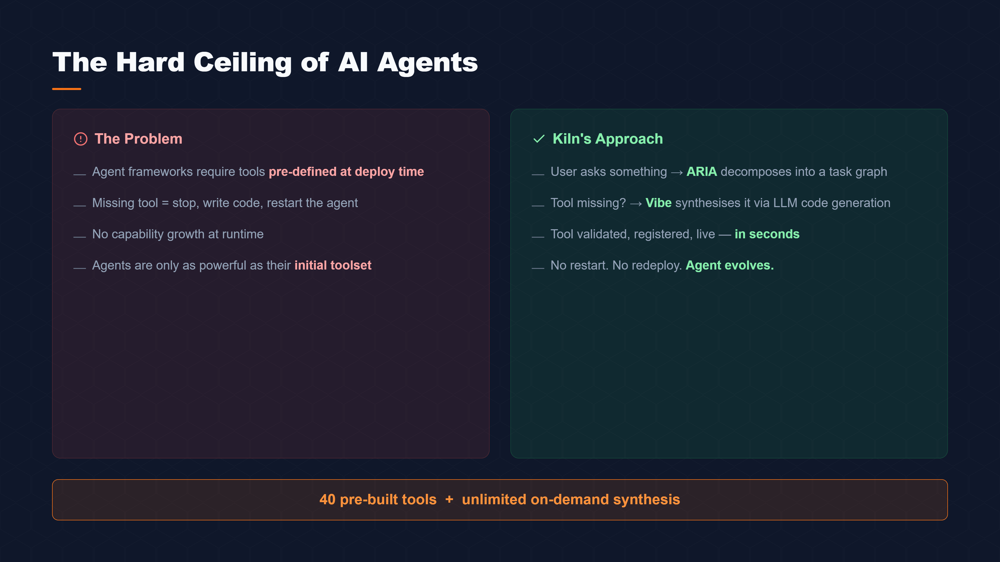 The Hard Ceiling of AI Agents
The Problem
— Agent frameworks require tools pre-defined at deploy time
— Missing tool = stop, write code, restart the agent
— No capability growth at runtime
— Agents are only as powerful as their initial toolset
Kiln's Approach
— User asks something → ARIA decomposes into a task graph
— Tool missing? → Vibe synthesises it via LLM code generation
— Tool validated, registered, live — in seconds
— No restart. No redeploy. Agent evolves.
40 pre-built tools + unlimited on-demand synthesis